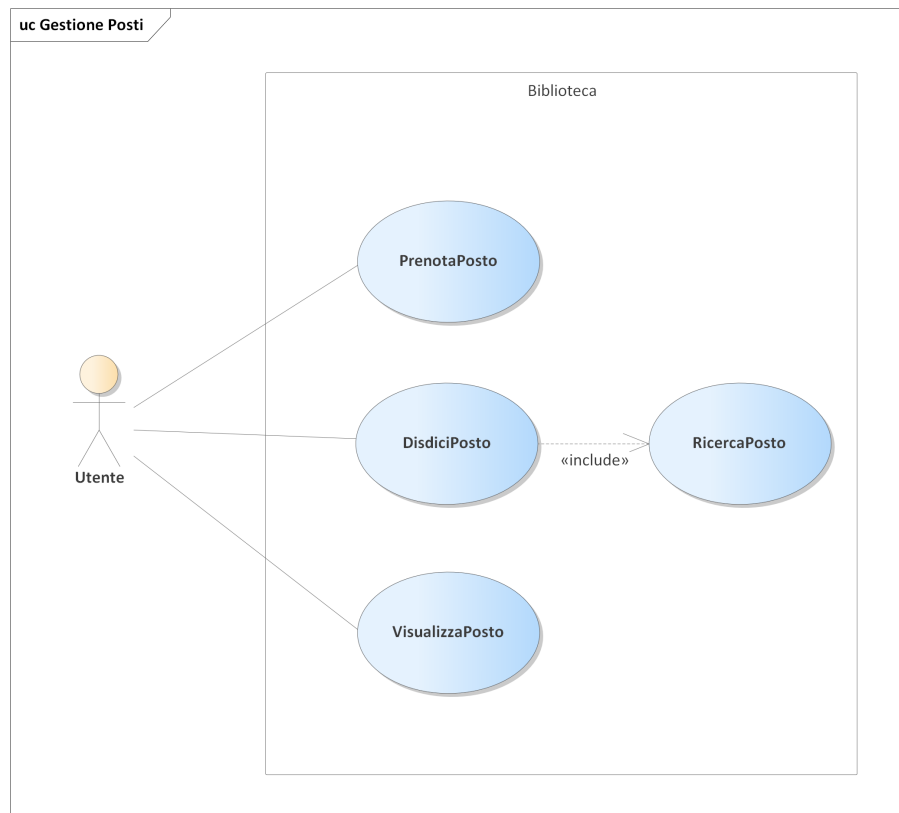 uc Gestione Posti
Biblioteca
PrenotaPosto
DisdiciPosto
RicercaPosto
«include»
Utente
VisualizzaPosto